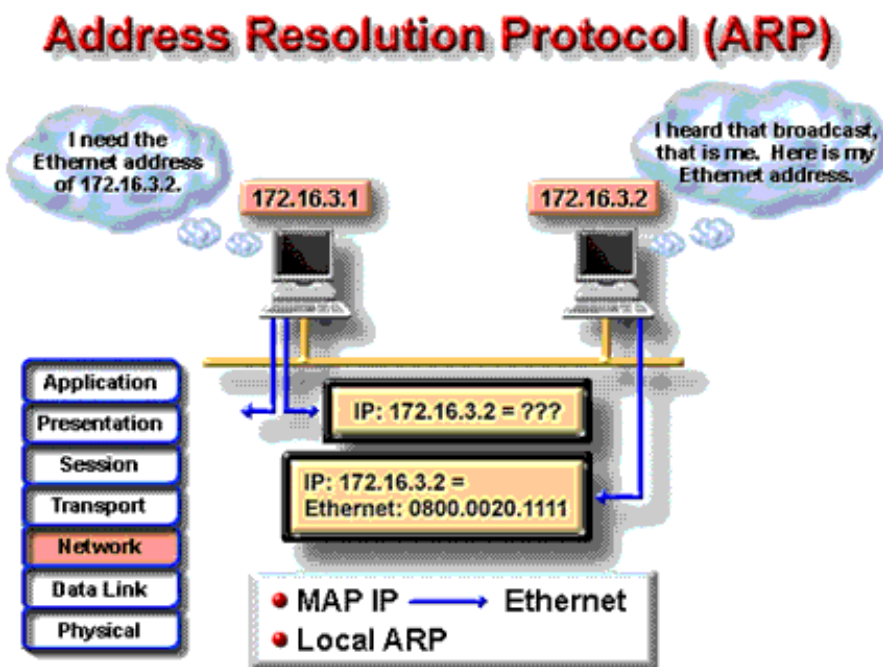 Address Resolution Protocol (ARP)
I need the
Ethernet address
of 172.16.3.2.
I heard that broadcast,
that is me. Here is my
Ethernet address.
172.16.3.1
172.16.3.2
Application
Presentation
Session
Transport
Network
Data Link
Physical
IP: 172.16.3.2 = ???
IP: 172.16.3.2 =
Ethernet: 0800.0020.1111
MAP IP Ethernet
Local ARP